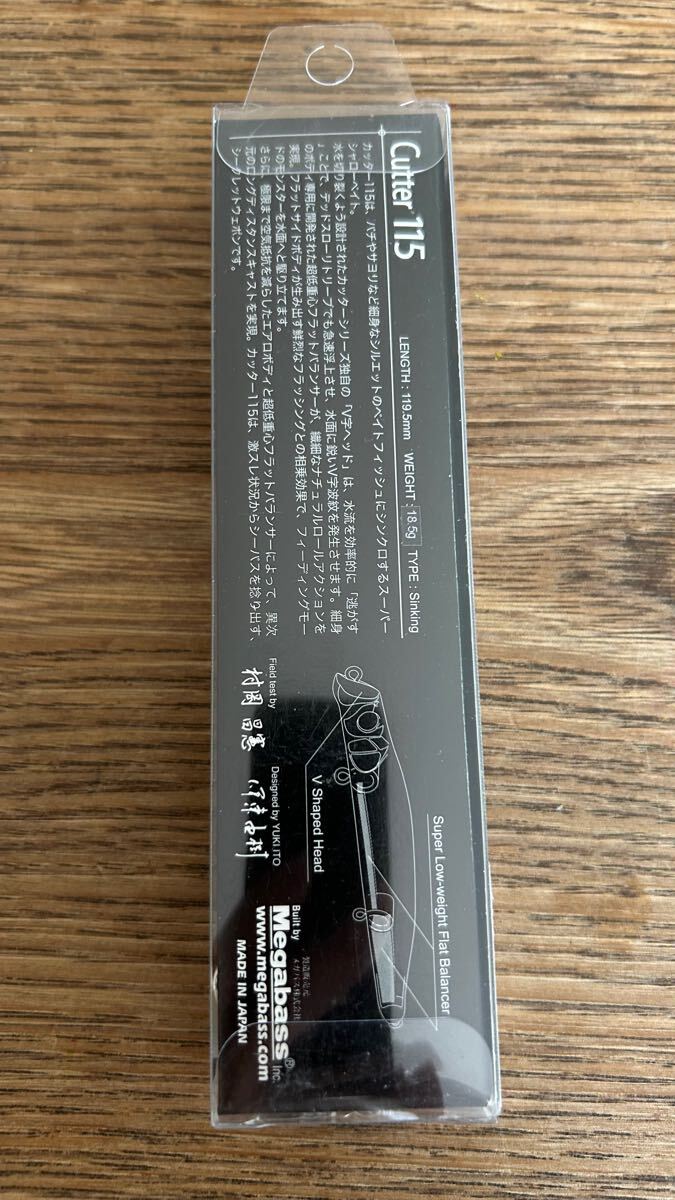 Cutter 115
LENGTH : 119.5mm WEIGHT : 18.5g TYPE : Sinking
カッター115は、バチやサヨリなど細身なシルエットのベイトフィッシュにシンクロするスーパー
シャローベイト。
水を切り裂くよう設計されたカッターシリーズ独自の「V字ヘッド」は、水流を効率的に「逃がす
」ことで、デッドスローリトリーブでも急速浮上させ、水面に鋭いV字波紋を発生させます。細身
のボディ専用に開発された超低重心フラットバランサーが、繊細なナチュラルロールアクションを
実現。フラットサイドボディが生み出す鮮烈なフラッシングとの相乗効果で、フィーディングモー
ドのモンスターを水面へと駆り立てます。
さらに、極限まで空気抵抗を減らしたエアロボディと超低重心フラットバランサーによって、異次
元のロングディスタンスキャストを実現。カッター115は、激スレ状況からシーバスを捻り出す、
シークレットウェポンです。
Super Low-weight Flat Balancer
V Shaped Head
Field test by
Designed by YUKI ITO
Built by
製造販売元
メガバス株式会社
Megabass® Inc.
www.megabass.com
MADE IN JAPAN